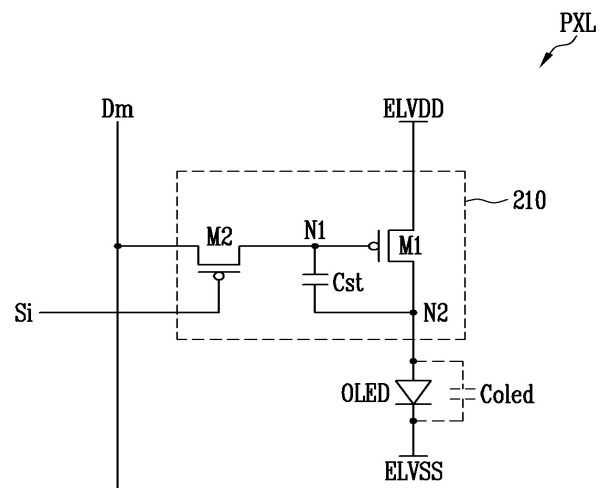 PXL
Dm
ELVDD
210
M2
N1
M1
Cst
Si
N2
OLED
Coled
ELVSS